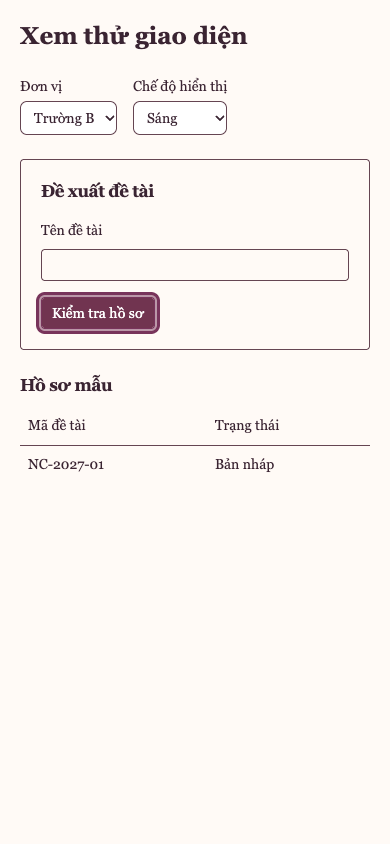 Xem thử giao diện
Đơn vị Chế độ hiển thị
Trường B Sáng
Đề xuất đề tài
Tên đề tài
Kiểm tra hồ sơ
Hồ sơ mẫu
Mã đề tài Trạng thái
NC-2027-01 Bản nháp